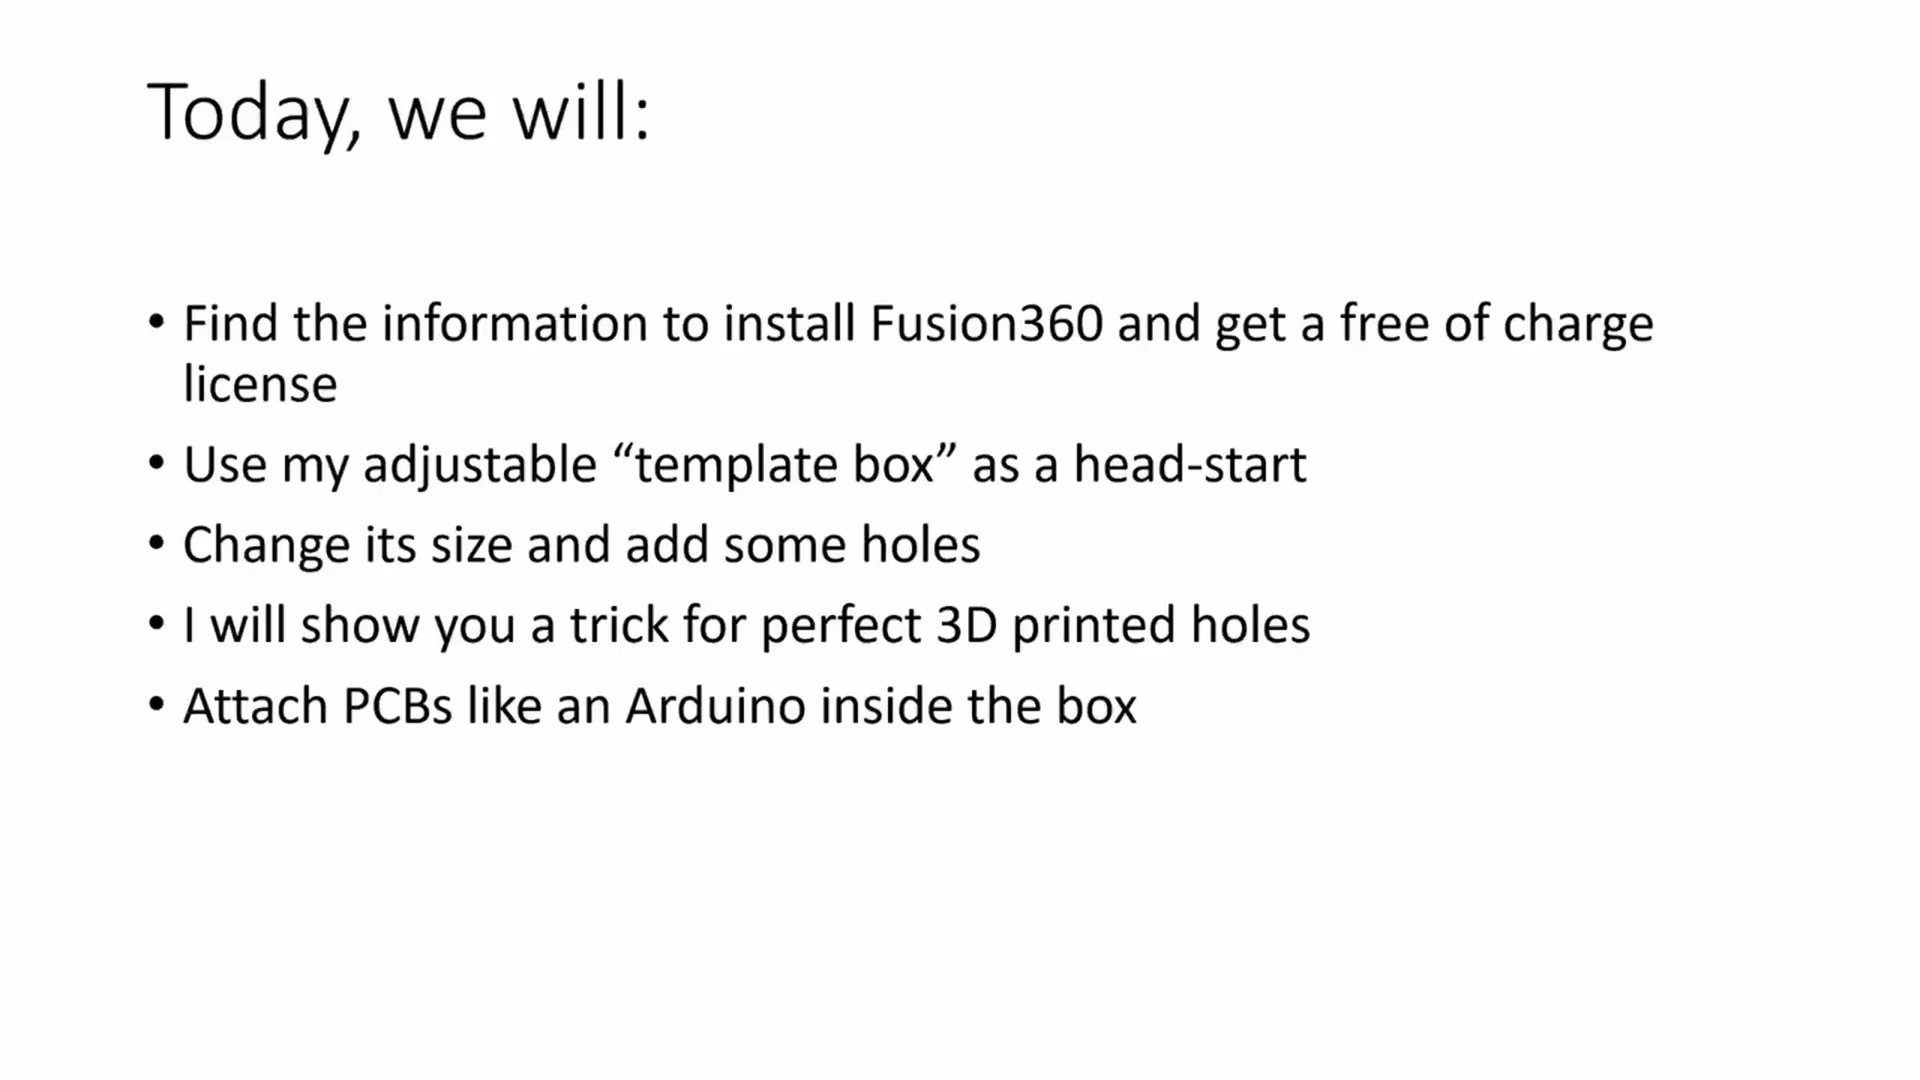 Today, we will:
• Find the information to install Fusion360 and get a free of charge
license
• Use my adjustable “template box” as a head-start
• Change its size and add some holes
• I will show you a trick for perfect 3D printed holes
• Attach PCBs like an Arduino inside the box